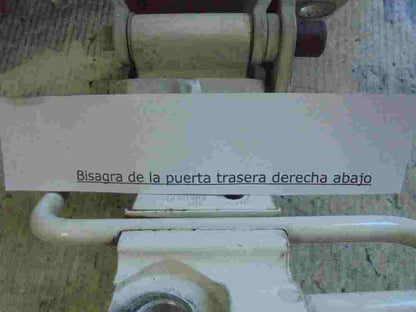 Bisagra de la puerta trasera derecha abajo